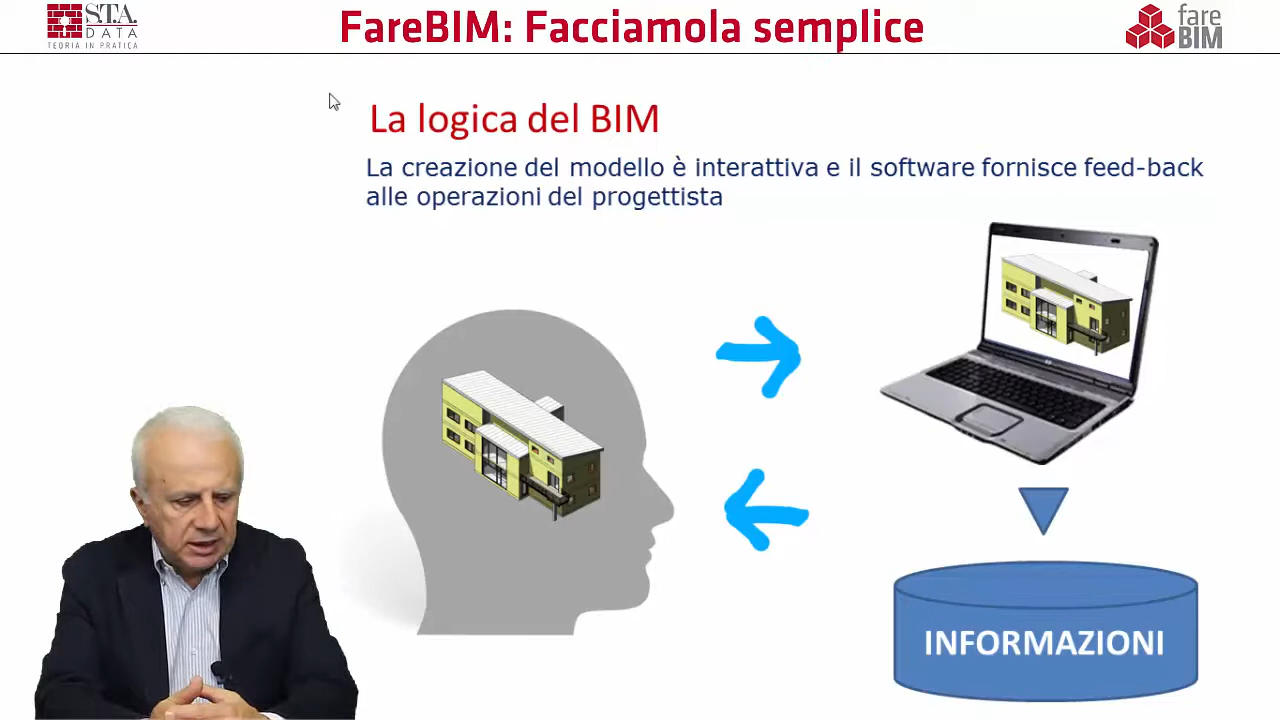 S.T.A.
DATA
TEORIA IN PRATICA
FareBIM: Facciamola semplice
fare
BIM
La logica del BIM
La creazione del modello è interattiva e il software fornisce feed-back
alle operazioni del progettista
INFORMAZIONI